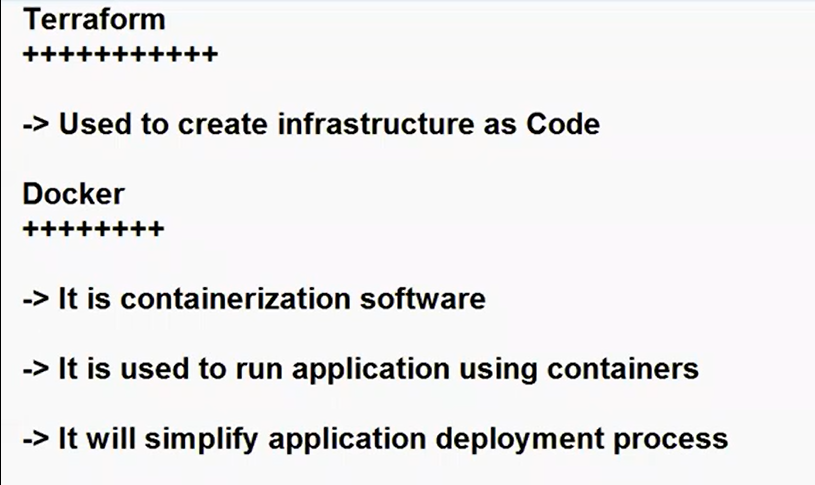 Terraform
+++++++++++
-> Used to create infrastructure as Code
Docker
++++++++
-> It is containerization software
-> It is used to run application using containers
-> It will simplify application deployment process